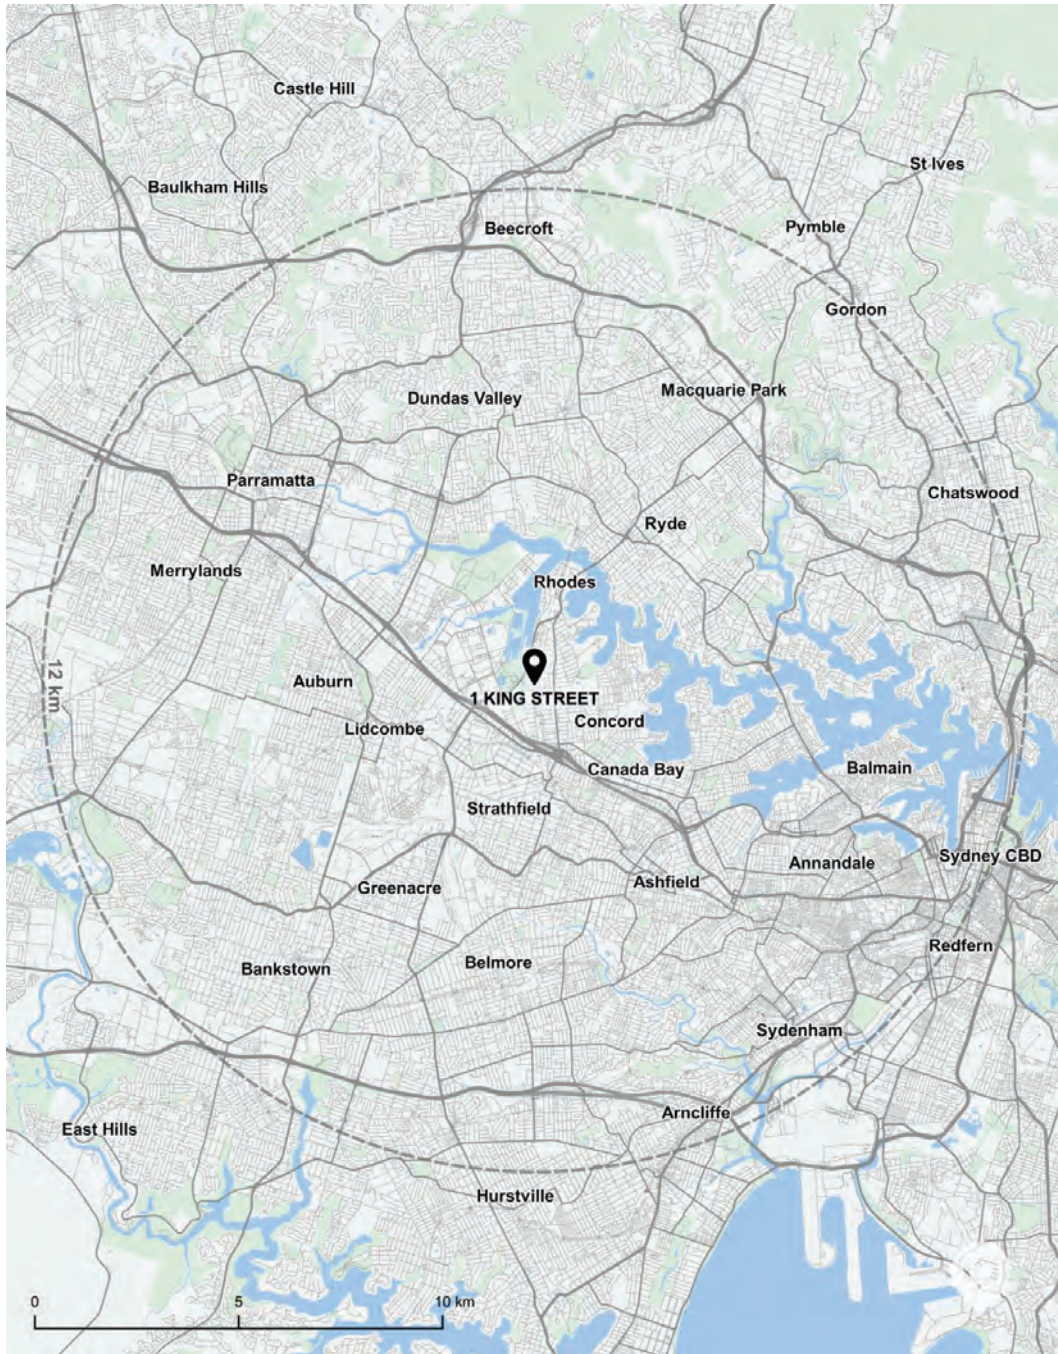 Castle Hill
St Ives
Baulkham Hills
Pymble
Beecroft
Gordon
Macquarie Park
Dundas Valley
Parramatta
Chatswood
Ryde
Merrylands
Rhodes
12 km
Auburn
1 KING STREET
Concord
Lidcombe
Canada Bay
Balmain
Strathfield
Sydney CBD
Annandale
Ashfield
Greenacre
Redfern
Belmore
Bankstown
Sydenham
Arncliffe
East Hills
Hurstville
0 5 10 km